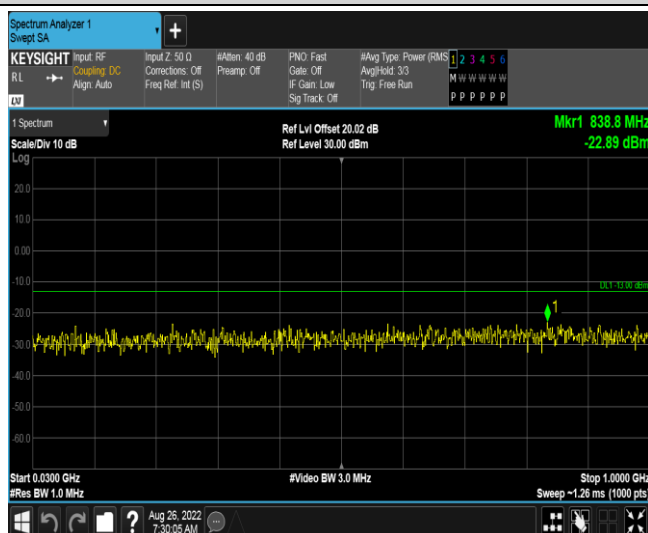 Spectrum Analyzer 1
Swept SA
+
KEYSIGHT
RL
LXI
Input: RF
Coupling: DC
Align: Auto
Input Z: 50 Ω
Corrections: Off
Freq Ref: Int (S)
#Atten: 40 dB
Preamp: Off
PNO: Fast
Gate: Off
IF Gain: Low
Sig Track: Off
#Avg Type: Power (RMS
Avg|Hold: 3/3
Trig: Free Run
1 2 3 4 5 6
M W W W W W
P P P P P P
1 Spectrum
Scale/Div 10 dB
Log
Ref Lvl Offset 20.02 dB
Ref Level 30.00 dBm
Mkr1 838.8 MHz
-22.89 dBm
20.0
10.0
0.00
-10.0
DL1 -13.00 dBm
-20.0
1
-30.0
-40.0
-50.0
-60.0
Start 0.0300 GHz
#Res BW 1.0 MHz
#Video BW 3.0 MHz
Stop 1.0000 GHz
Sweep ~1.26 ms (1000 pts)
?
Aug 26, 2022
7:30:05 AM